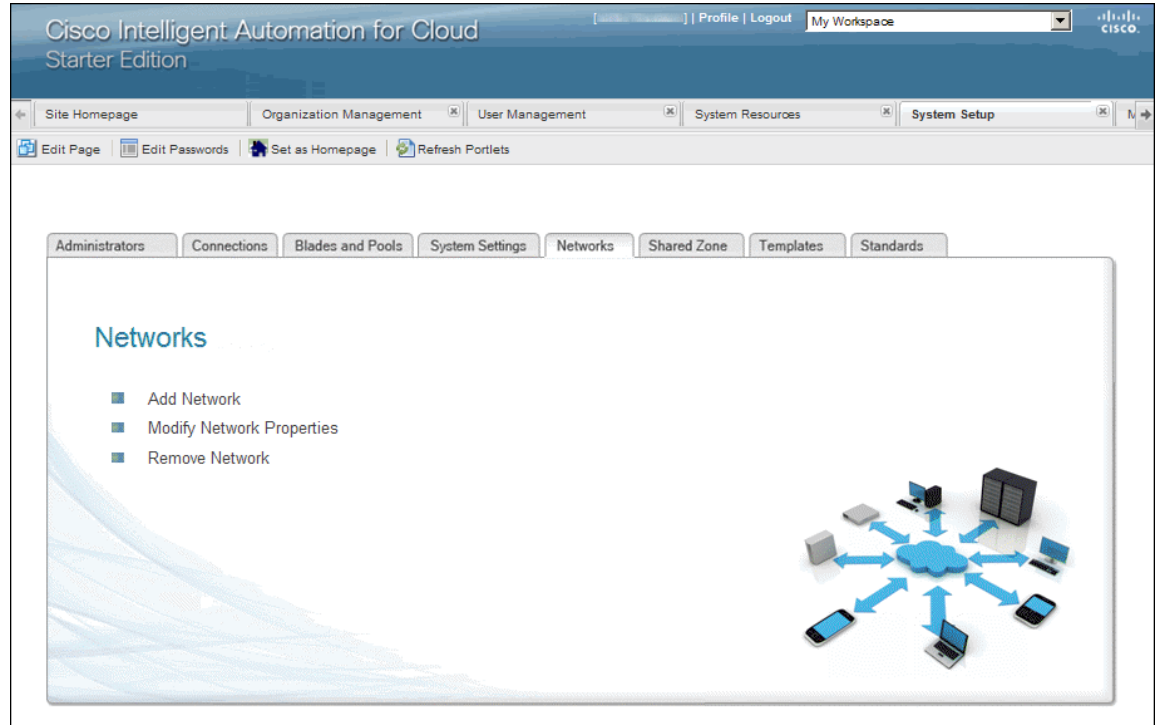 Cisco Intelligent Automation for Cloud
Starter Edition
[ ] | Profile | Logout
My Workspace
CISCO.
Site Homepage
Organization Management
User Management
System Resources
System Setup
Edit Page
Edit Passwords
Set as Homepage
Refresh Portlets
Administrators
Connections
Blades and Pools
System Settings
Networks
Shared Zone
Templates
Standards
Networks
Add Network
Modify Network Properties
Remove Network